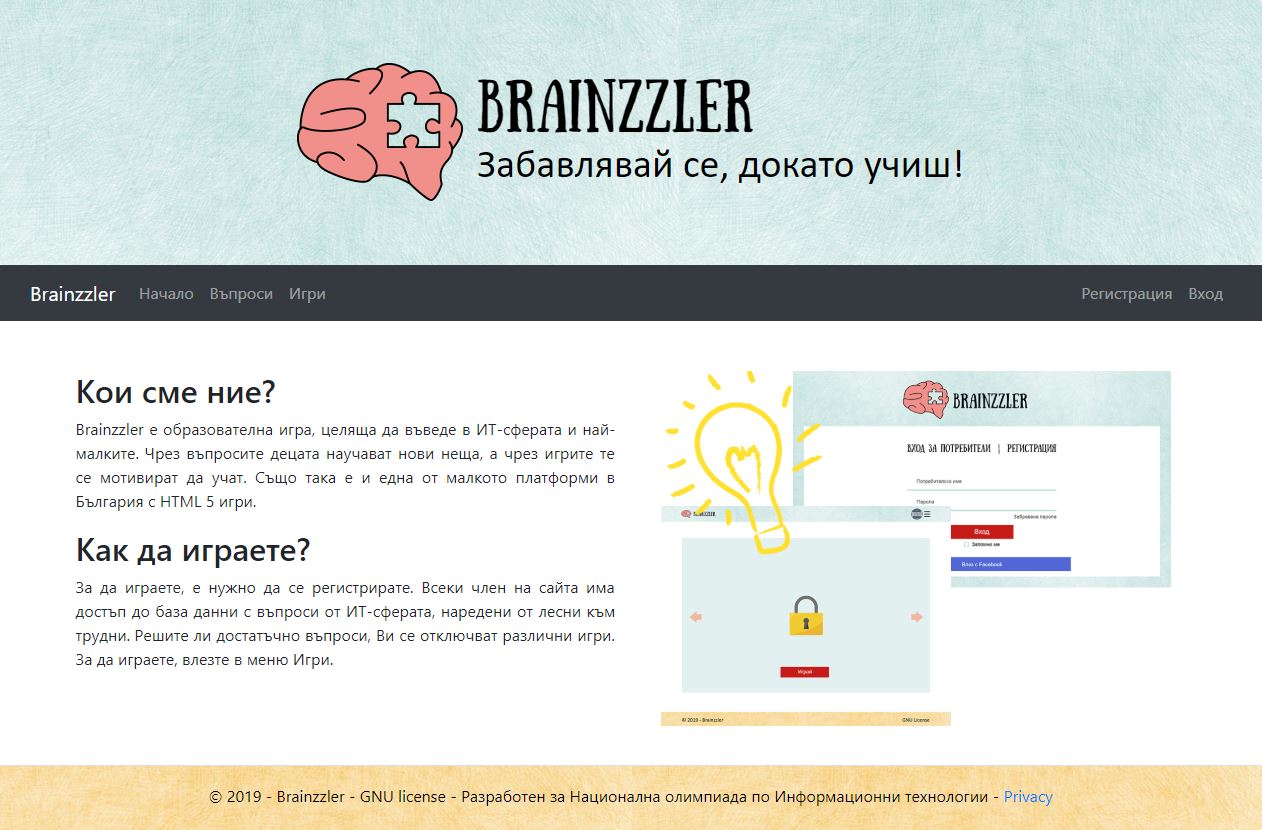 BRAINZZLER
Забавлявай се, докато учиш!
Brainzzler Начало Въпроси Игри Регистрация Вход
Кои сме ние?
Brainzzler е образователна игра, целяща да въведе в ИТ-сферата и най-
малките. Чрез въпросите децата научават нови неща, а чрез игрите те
се мотивират да учат. Също така е и една от малкото платформи в
България с HTML 5 игри.
Как да играете?
За да играете, е нужно да се регистрирате. Всеки член на сайта има
достъп до база данни с въпроси от ИТ-сферата, наредени от лесни към
трудни. Решите ли достатъчно въпроси, Ви се отключват различни игри.
За да играете, влезте в меню Игри.
BRAINZZLER
ВХОД ЗА ПОТРЕБИТЕЛИ | РЕГИСТРАЦИЯ
Потребителско име
Парола
Забравена парола
Вход
Запомни ме
Влез с Facebook
BRAINZZLER
Играй
© 2019 - Brainzzler GNU License
© 2019 - Brainzzler - GNU license - Разработен за Национална олимпиада по Информационни технологии - Privacy